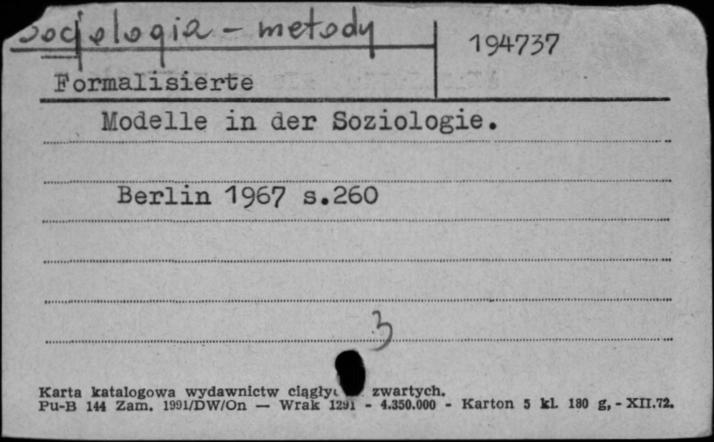 socjologia - metody
194737
Formalisierte
Modelle in der Soziologie.
Berlin 1967 s.260
3
Karta katalogowa wydawnictw zwartych.
Pu-B 144 Zam. 1991/DW/On — Wrak 1291 - 4.350.000 - Karton 5 kl. 180 g, - XII.72.